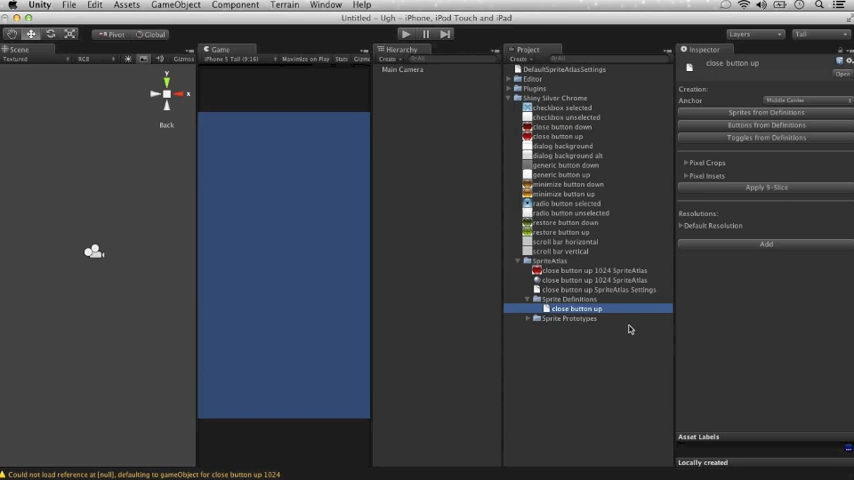 Unity File Edit Assets GameObject Component Terrain Window Help
Untitled - Ugh - iPhone, iPod Touch and iPad
Pivot Global Layers Tall
Scene Game Hierarchy Project Inspector
Textured RGB Gizmos iPhone 5 Tall (9:16) Maximize on Play Stats Gizmos Create All Create All
close button up
Open
Main Camera
y
x
Back
DefaultSpriteAtlasSettings
Editor
Plugins
Shiny Silver Chrome
checkbox selected
checkbox unselected
close button down
close button up
dialog background
dialog background alt
generic button down
generic button up
minimize button down
minimize button up
radio button selected
radio button unselected
restore button down
restore button up
scroll bar horizontal
scroll bar vertical
SpriteAtlas
close button up 1024 SpriteAtlas
close button up 1024 SpriteAtlas
close button up SpriteAtlas Settings
Sprite Definitions
close button up
Sprite Prototypes
Creation:
Anchor Middle Center
Sprites from Definitions
Buttons from Definitions
Toggles from Definitions
Pixel Crops
Pixel Insets
Apply S-Slice
Resolutions:
Default Resolution
Add
Asset Labels
Locally created
Could not load reference at [null], defaulting to gameObject for close button up 1024